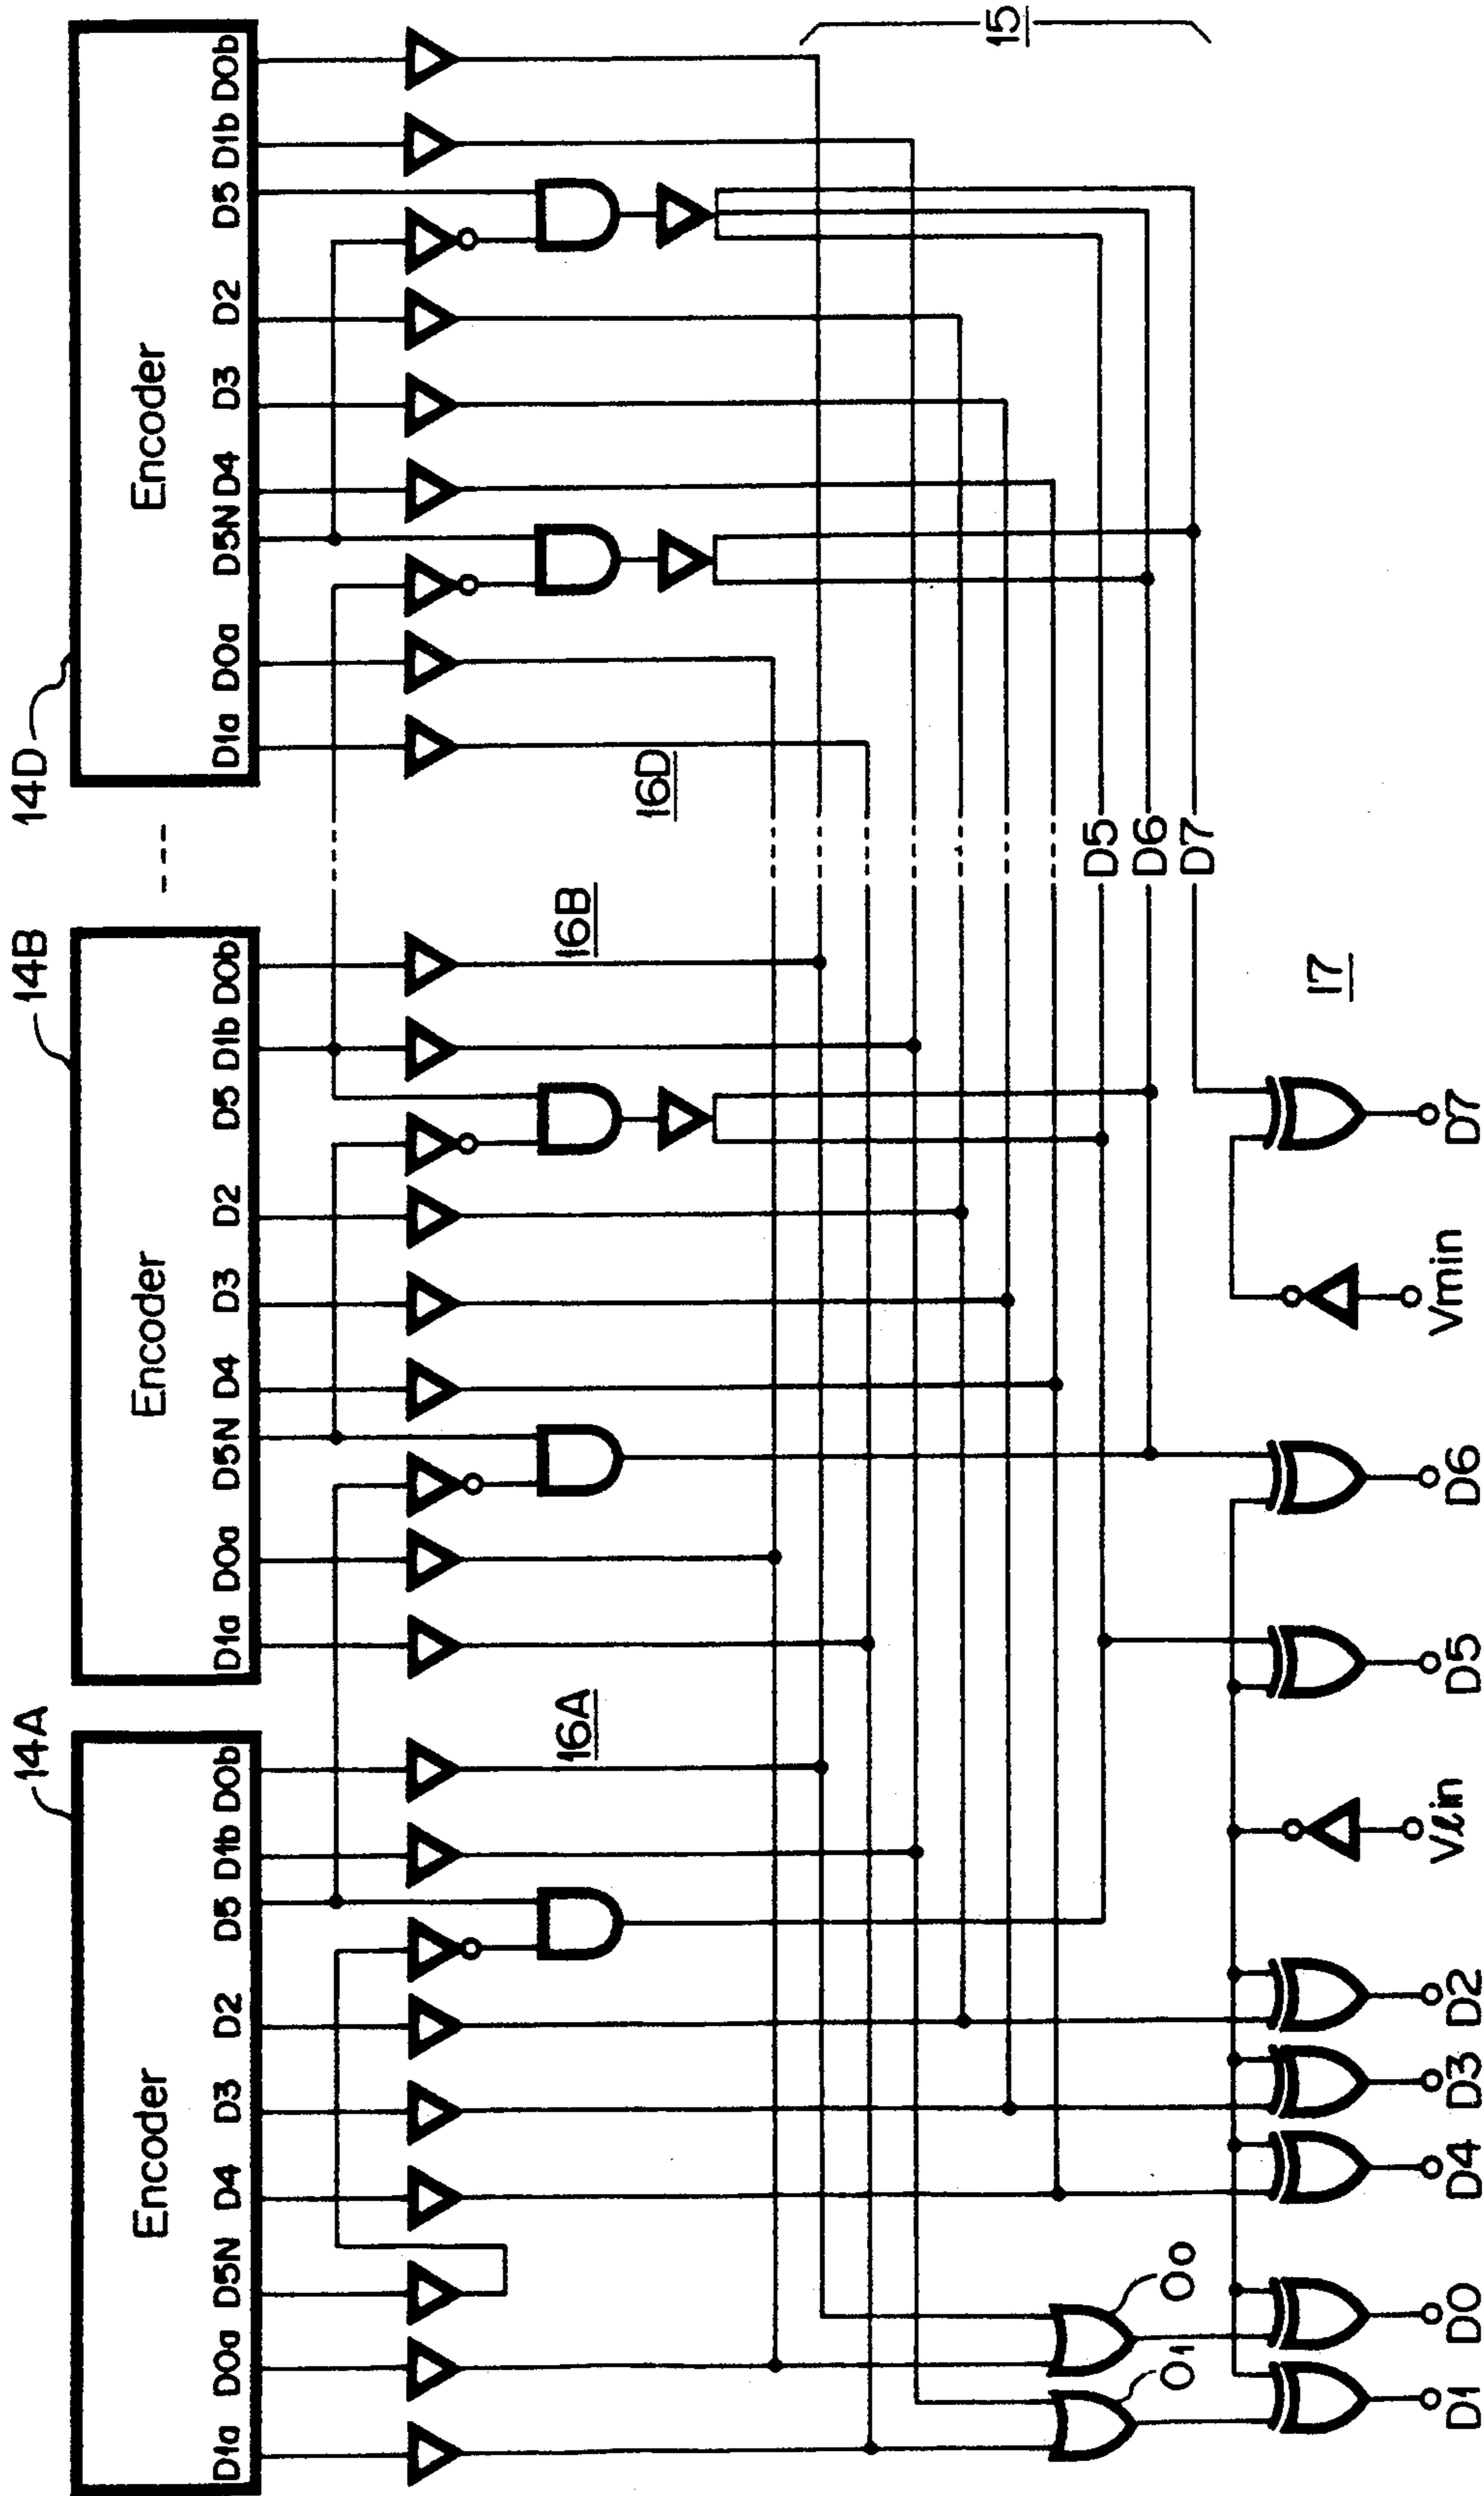 14A
14B
14D
Encoder
D1a D0a D5N D4 D3 D2 D5 D1b D0b
Encoder
D1a D0a D5N D4 D3 D2 D5 D1b D0b
Encoder
D1a D0a D5N D4 D3 D2 D5 D1b D0b
16A
16B
16D
15
D5
D6
D7
O1
O0
17
D1 D0 D4 D3 D2 Vlin D5 D6 Vmin D7